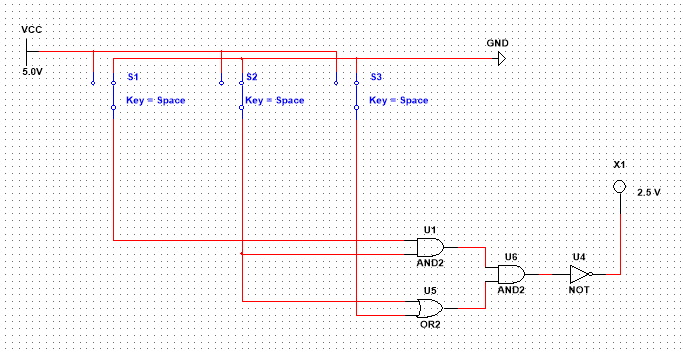 VCC
GND
5.0V
S1
S2
S3
Key = Space
Key = Space
Key = Space
X1
2.5 V
U1
AND2
U6
AND2
U4
NOT
U5
OR2